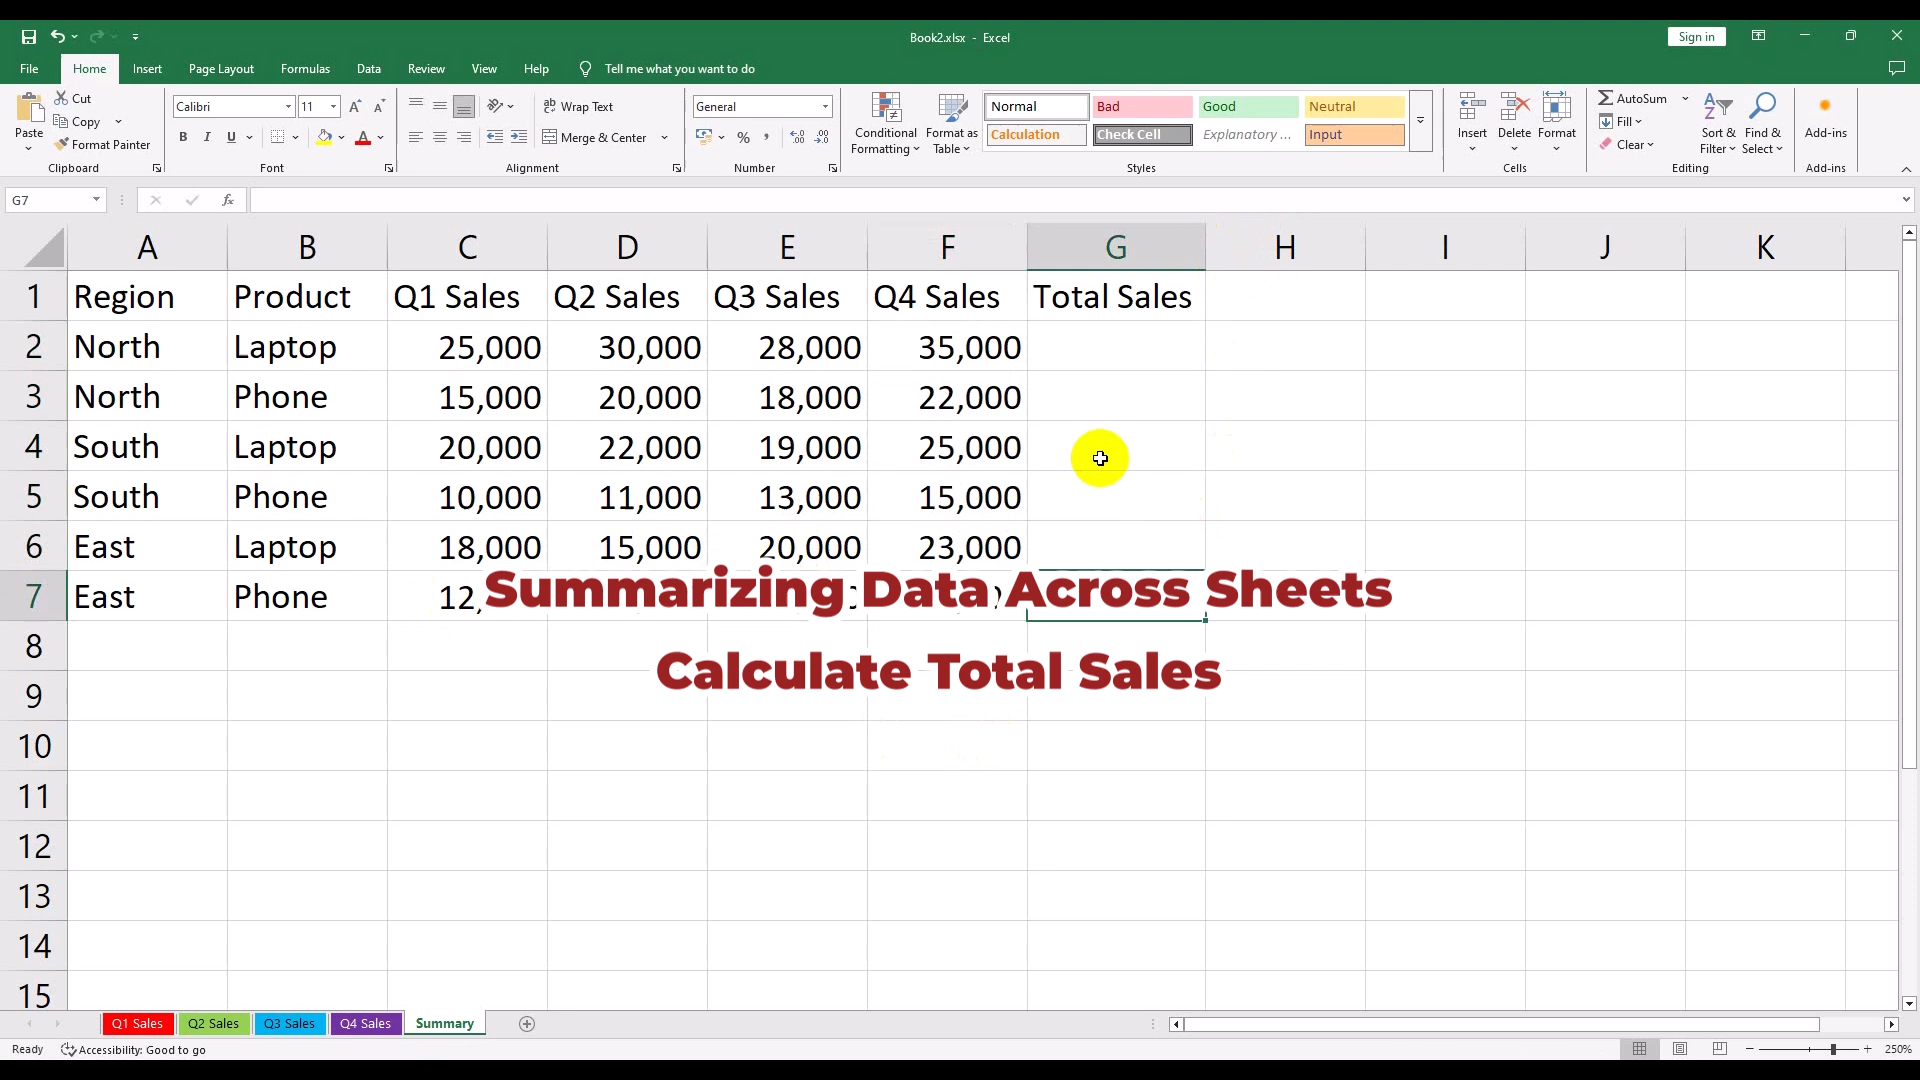 Book2.xlsx - Excel
Sign in
File Home Insert Page Layout Formulas Data Review View Help Tell me what you want to do
Paste
Cut
Copy
Format Painter
Clipboard
Calibri 11
B I U
Font
Wrap Text
Merge & Center
Alignment
General
Number
Conditional Formatting
Format as Table
Normal Bad Good Neutral
Calculation Check Cell Explanatory ... Input
Styles
Insert Delete Format
Cells
AutoSum
Fill
Clear
Sort & Filter
Find & Select
Editing
Add-ins
Add-ins
G7 fx
A B C D E F G H I J K
1 Region Product Q1 Sales Q2 Sales Q3 Sales Q4 Sales Total Sales
2 North Laptop 25,000 30,000 28,000 35,000
3 North Phone 15,000 20,000 18,000 22,000
4 South Laptop 20,000 22,000 19,000 25,000
5 South Phone 10,000 11,000 13,000 15,000
6 East Laptop 18,000 15,000 20,000 23,000
7 East Phone 12,
Summarizing Data Across Sheets
Calculate Total Sales
8
9
10
11
12
13
14
15
Q1 Sales Q2 Sales Q3 Sales Q4 Sales Summary
Ready Accessibility: Good to go 250%